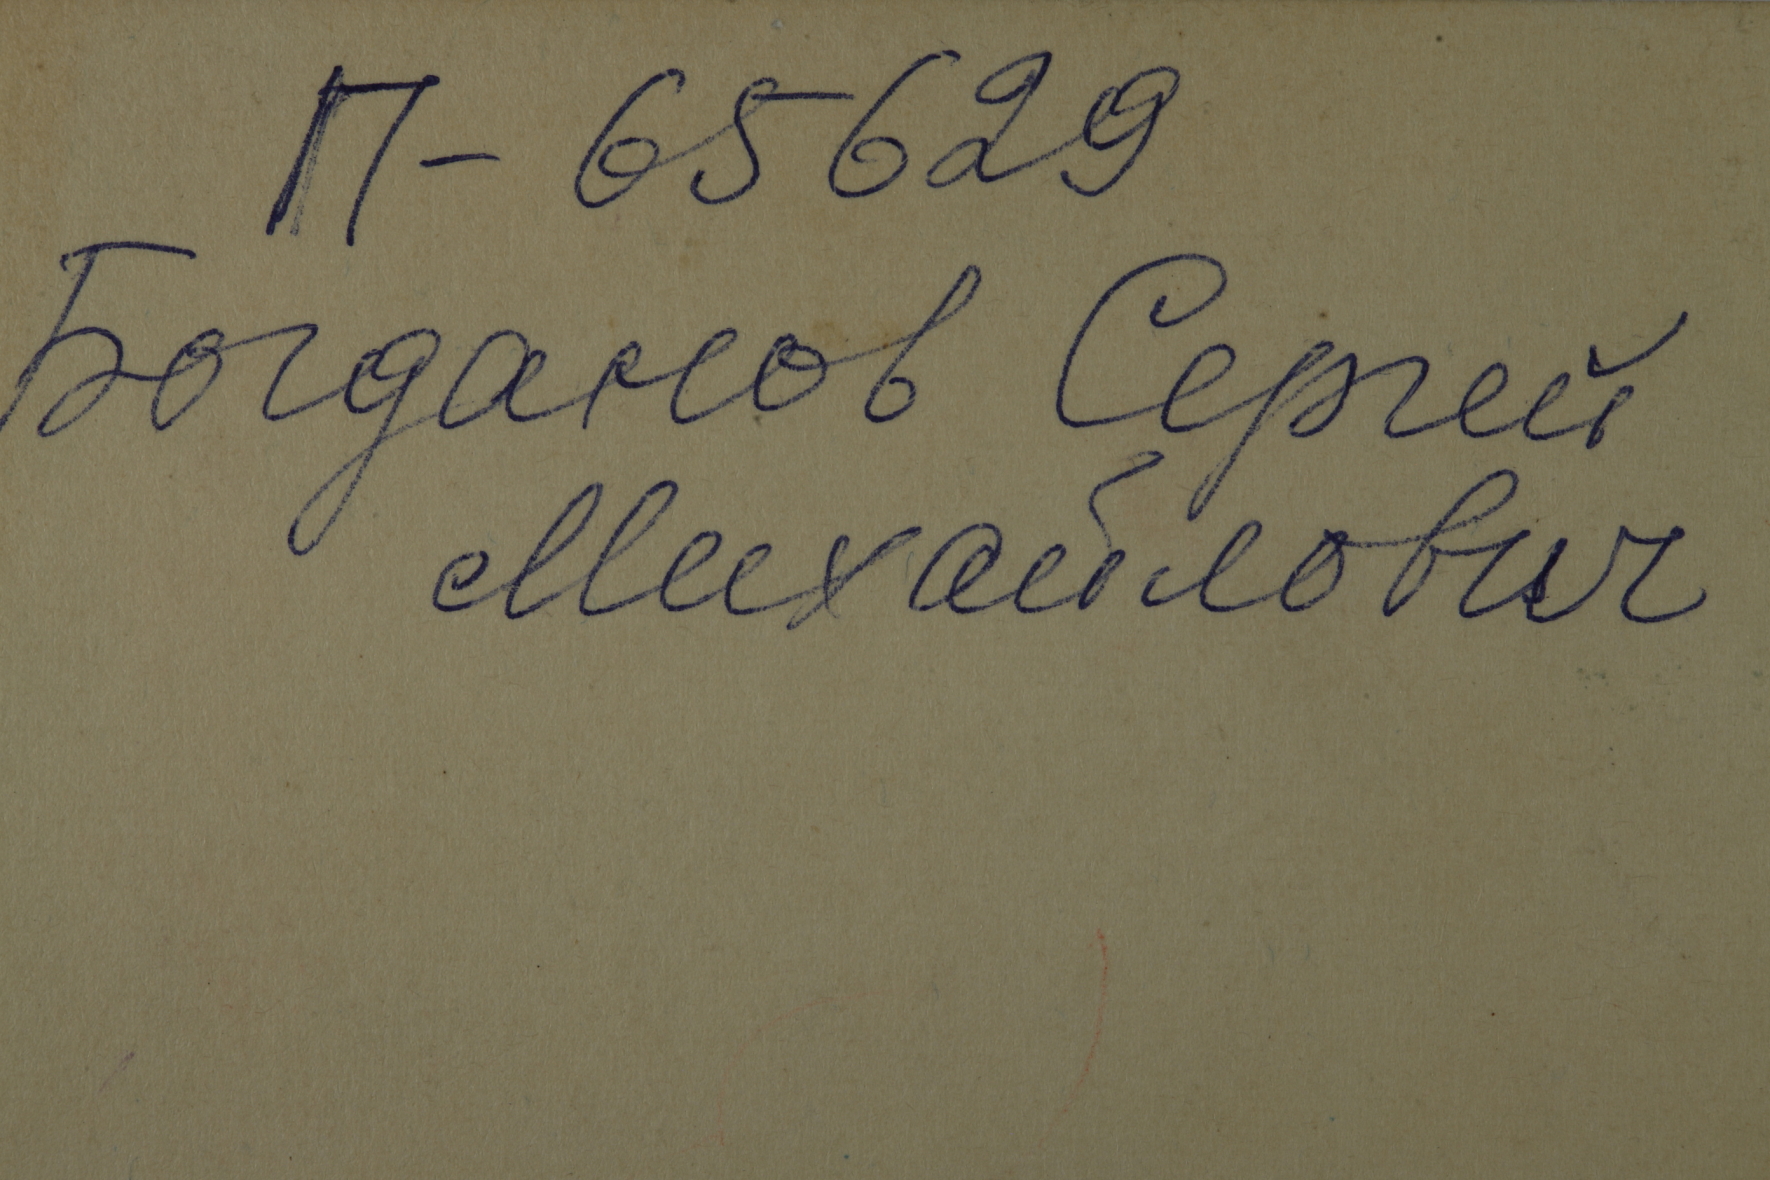 П- 65629
Богданов Сергей
Михайлович